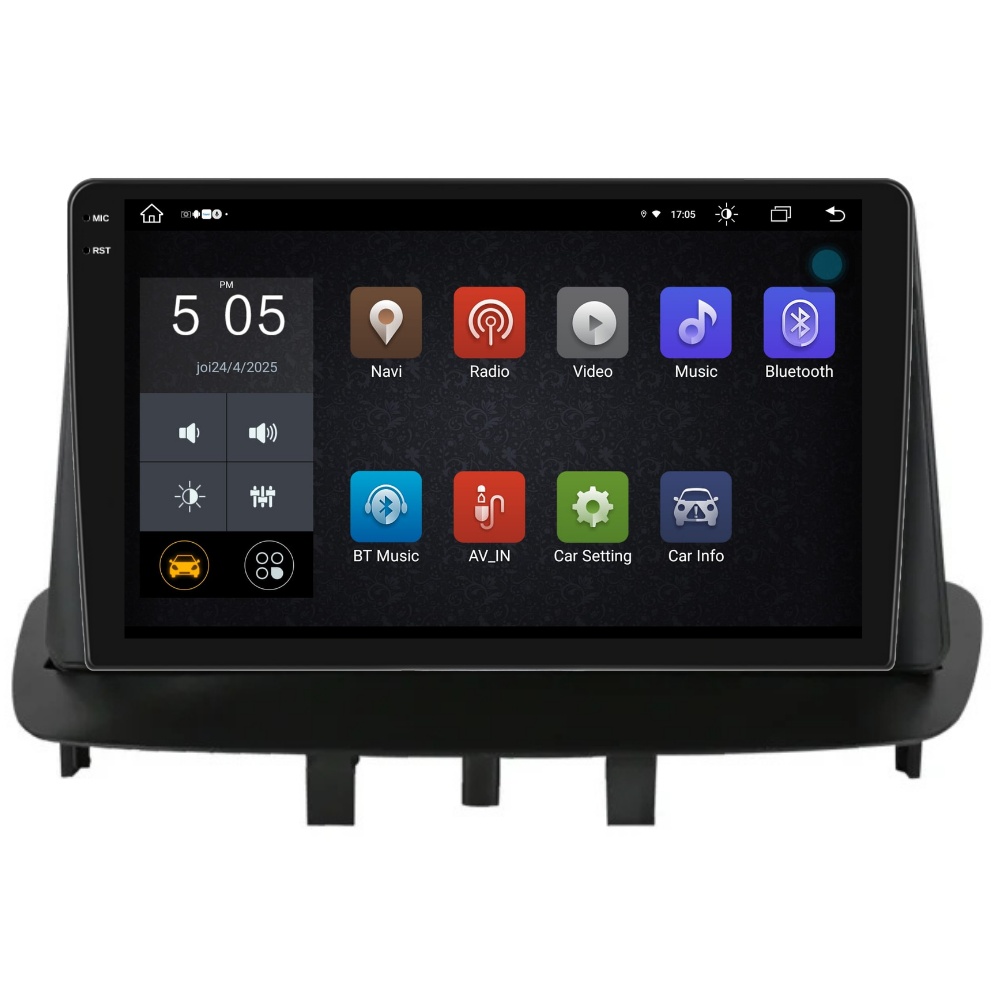 MIC
RST
17:05
PM
5 05
joi24/4/2025
Navi
Radio
Video
Music
Bluetooth
BT Music
AV_IN
Car Setting
Car Info